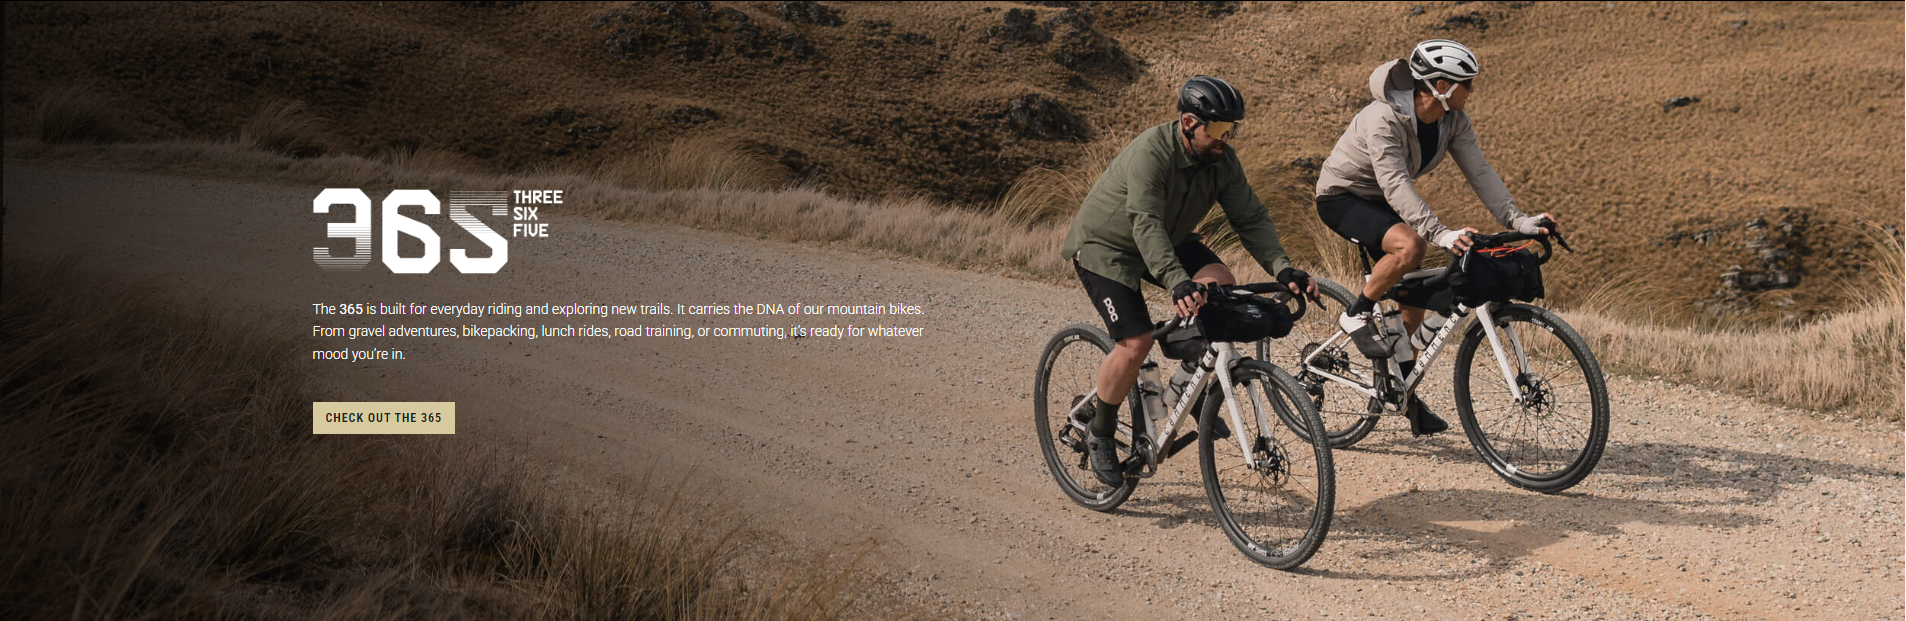 365
THREE
SIX
FIVE
The 365 is built for everyday riding and exploring new trails. It carries the DNA of our mountain bikes.
From gravel adventures, bikepacking, lunch rides, road training, or commuting, it's ready for whatever
mood you're in.
CHECK OUT THE 365
POC